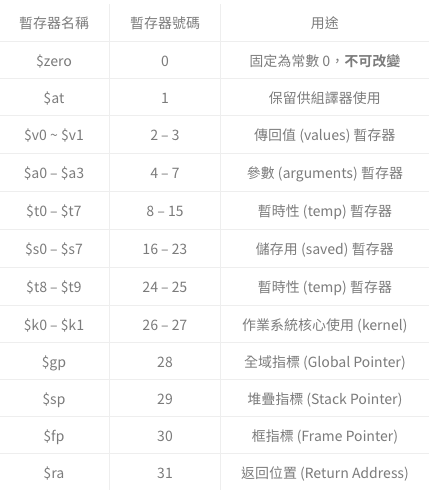 暫存器名稱 暫存器號碼 用途
$zero 0 固定為常數 0，不可改變
$at 1 保留供組譯器使用
$v0 ~ $v1 2 – 3 傳回值 (values) 暫存器
$a0 – $a3 4 – 7 參數 (arguments) 暫存器
$t0 – $t7 8 – 15 暫時性 (temp) 暫存器
$s0 – $s7 16 – 23 儲存用 (saved) 暫存器
$t8 – $t9 24 – 25 暫時性 (temp) 暫存器
$k0 – $k1 26 – 27 作業系統核心使用 (kernel)
$gp 28 全域指標 (Global Pointer)
$sp 29 堆疊指標 (Stack Pointer)
$fp 30 框指標 (Frame Pointer)
$ra 31 返回位置 (Return Address)